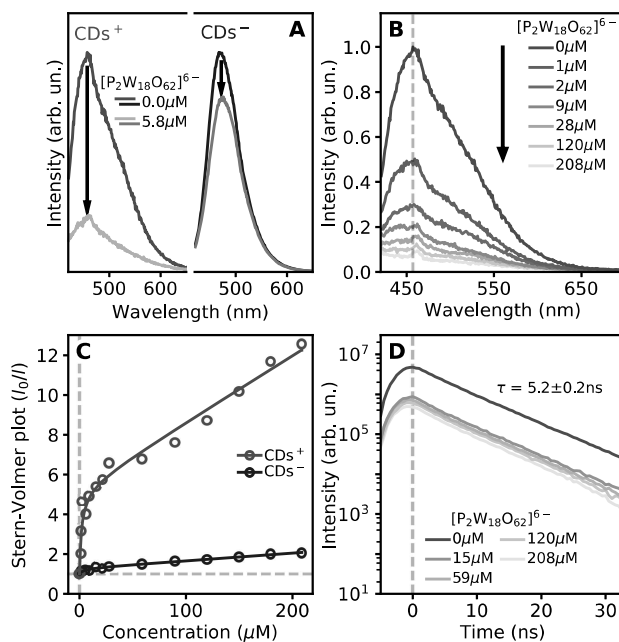 A
CDs⁺
CDs⁻
[P₂W₁₈O₆₂]⁶⁻
0.0μM
5.8μM
Intensity (arb. un.)
500
600
500
600
Wavelength (nm)
B
[P₂W₁₈O₆₂]⁶⁻
0μM
1μM
2μM
9μM
28μM
120μM
208μM
Intensity (arb. un.)
1.0
0.8
0.6
0.4
0.2
0.0
450
550
650
Wavelength (nm)
C
Stern-Volmer plot (I₀/I)
12
10
8
6
4
2
0
CDs⁺
CDs⁻
0
100
200
Concentration (μM)
D
τ = 5.2±0.2ns
Intensity (arb. un.)
10⁷
10⁵
10³
10¹
[P₂W₁₈O₆₂]⁶⁻
0μM
15μM
59μM
120μM
208μM
0
10
20
30
Time (ns)